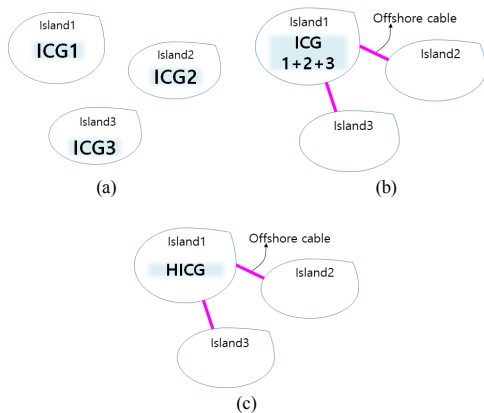 Island1
ICG1
Island2
ICG2
Island3
ICG3
(a)
Offshore cable
Island1
ICG
1+2+3
Island2
Island3
(b)
Island1
Offshore cable
HICG
Island2
Island3
(c)